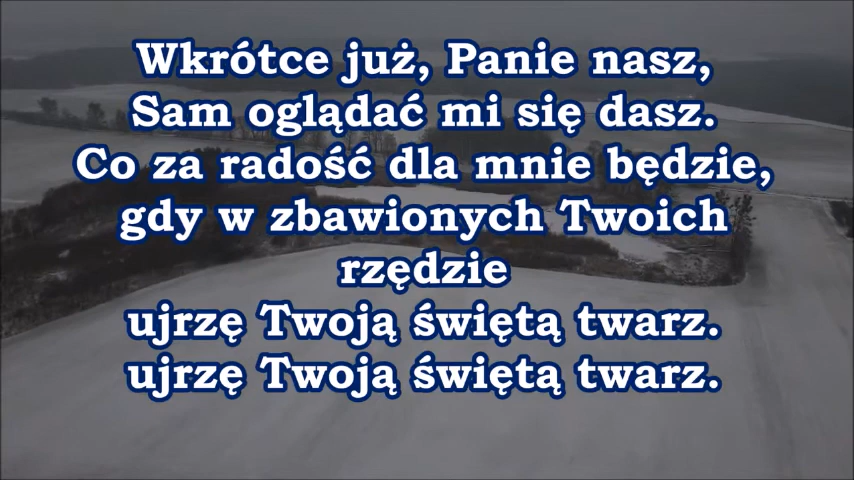 Wkrótce już, Panie nasz,
Sam oglądać mi się dasz.
Co za radość dla mnie będzie,
gdy w zbawionych Twoich
rzędzie
ujrzę Twoją świętą twarz.
ujrzę Twoją świętą twarz.